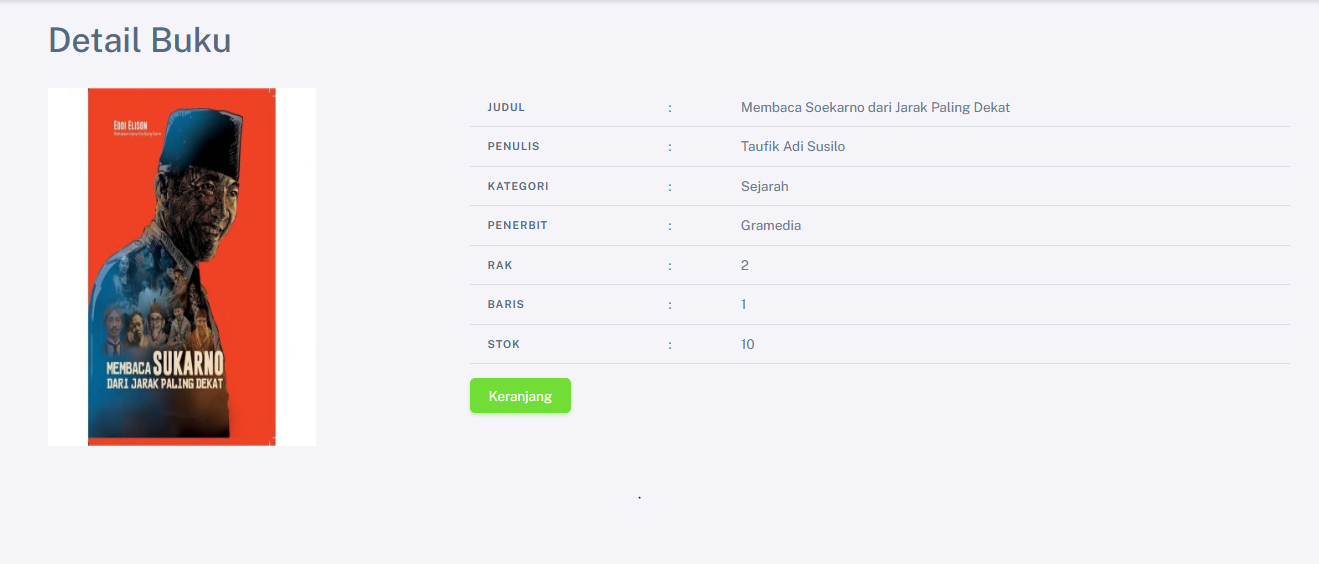 Detail Buku
EDDI ELISON
MEMBACA SUKARNO
DARI JARAK PALING DEKAT
JUDUL : Membaca Soekarno dari Jarak Paling Dekat
PENULIS : Taufik Adi Susilo
KATEGORI : Sejarah
PENERBIT : Gramedia
RAK : 2
BARIS : 1
STOK : 10
Keranjang
.